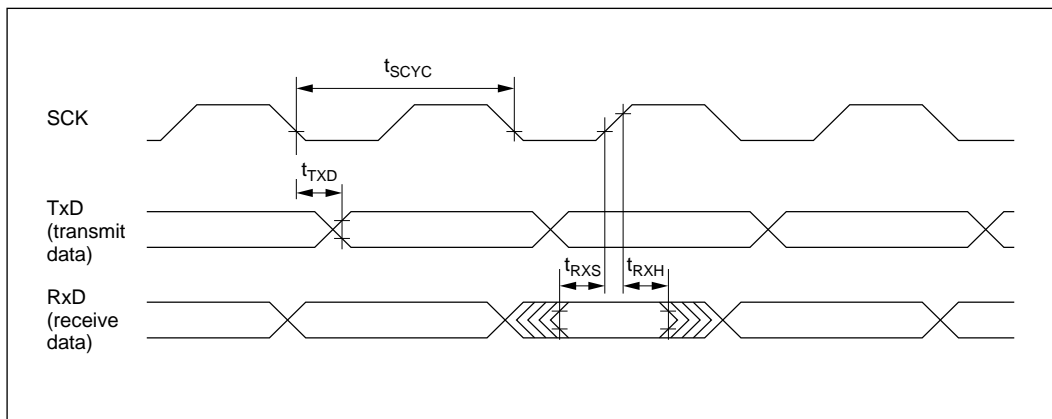 tSCYC
SCK
tTXD
TxD
(transmit
data)
tRXS tRXH
RxD
(receive
data)